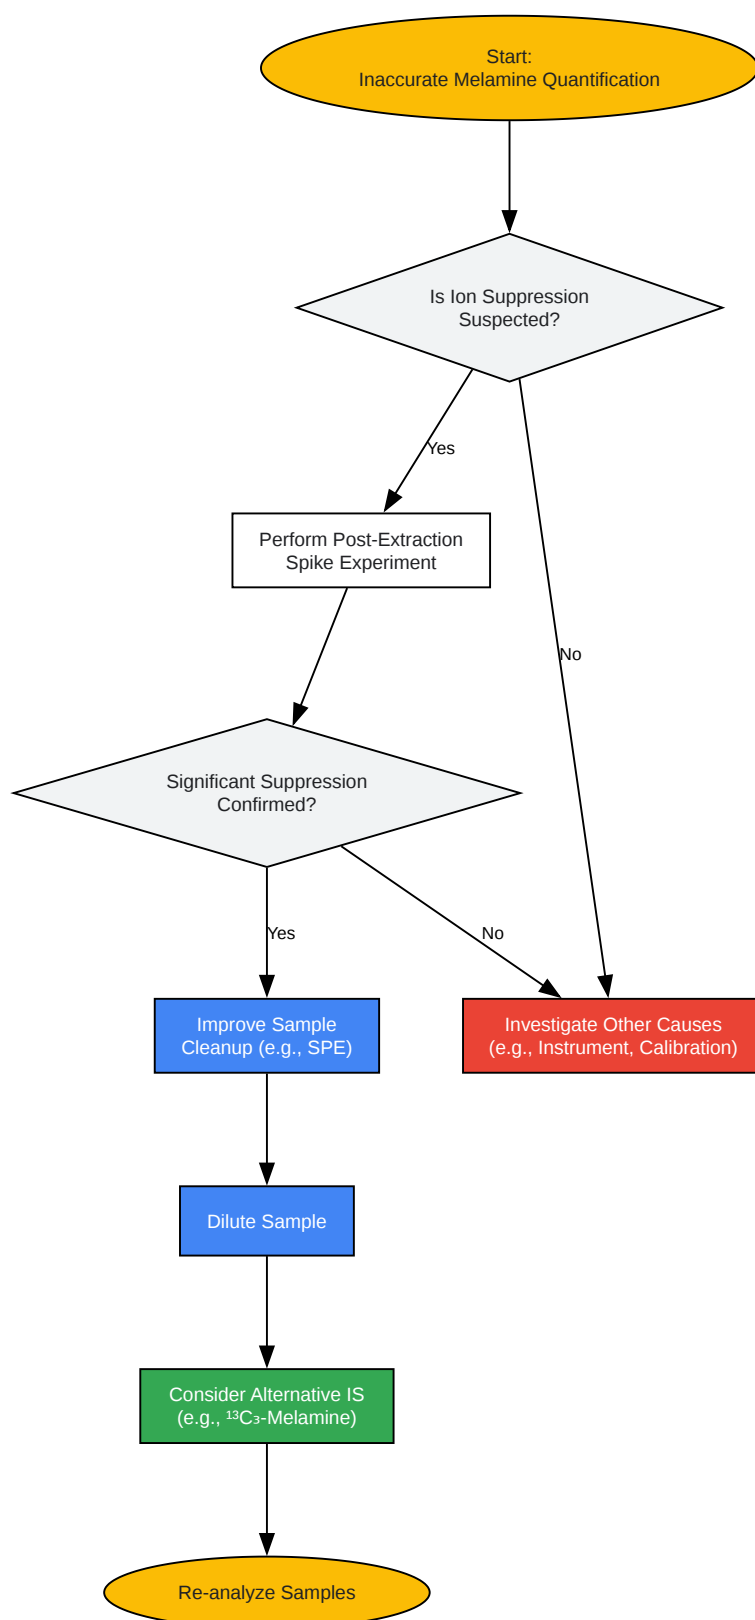 Start:
Inaccurate Melamine Quantification
Is Ion Suppression
Suspected?
Yes
Perform Post-Extraction
Spike Experiment
No
Significant Suppression
Confirmed?
Yes
No
Improve Sample
Cleanup (e.g., SPE)
Investigate Other Causes
(e.g., Instrument, Calibration)
Dilute Sample
Consider Alternative IS
(e.g., ¹³C₃-Melamine)
Re-analyze Samples